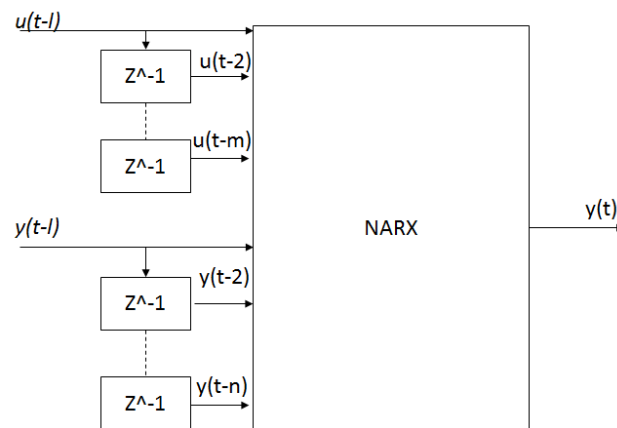 u(t-l)
Z^-1
u(t-2)
Z^-1
u(t-m)
y(t-l)
NARX
y(t)
Z^-1
y(t-2)
Z^-1
y(t-n)